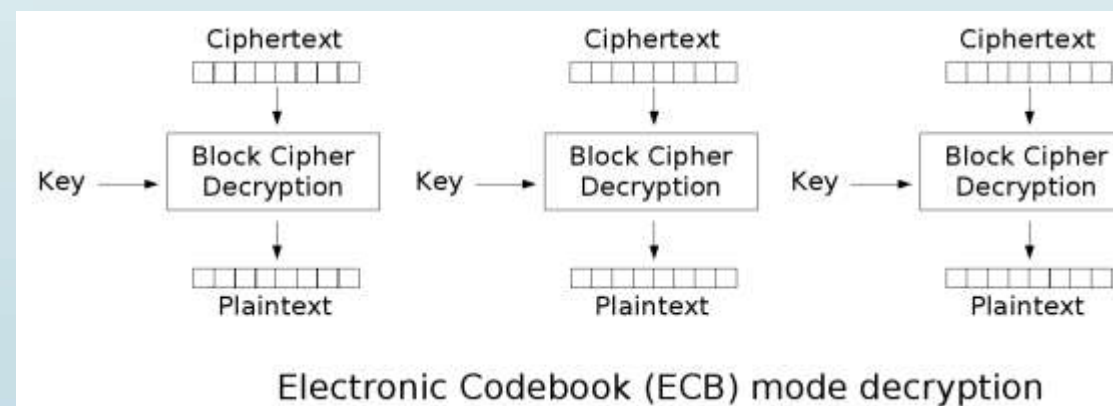 Ciphertext Ciphertext Ciphertext
Key Block Cipher Decryption Key Block Cipher Decryption Key Block Cipher Decryption
Plaintext Plaintext Plaintext
Electronic Codebook (ECB) mode decryption